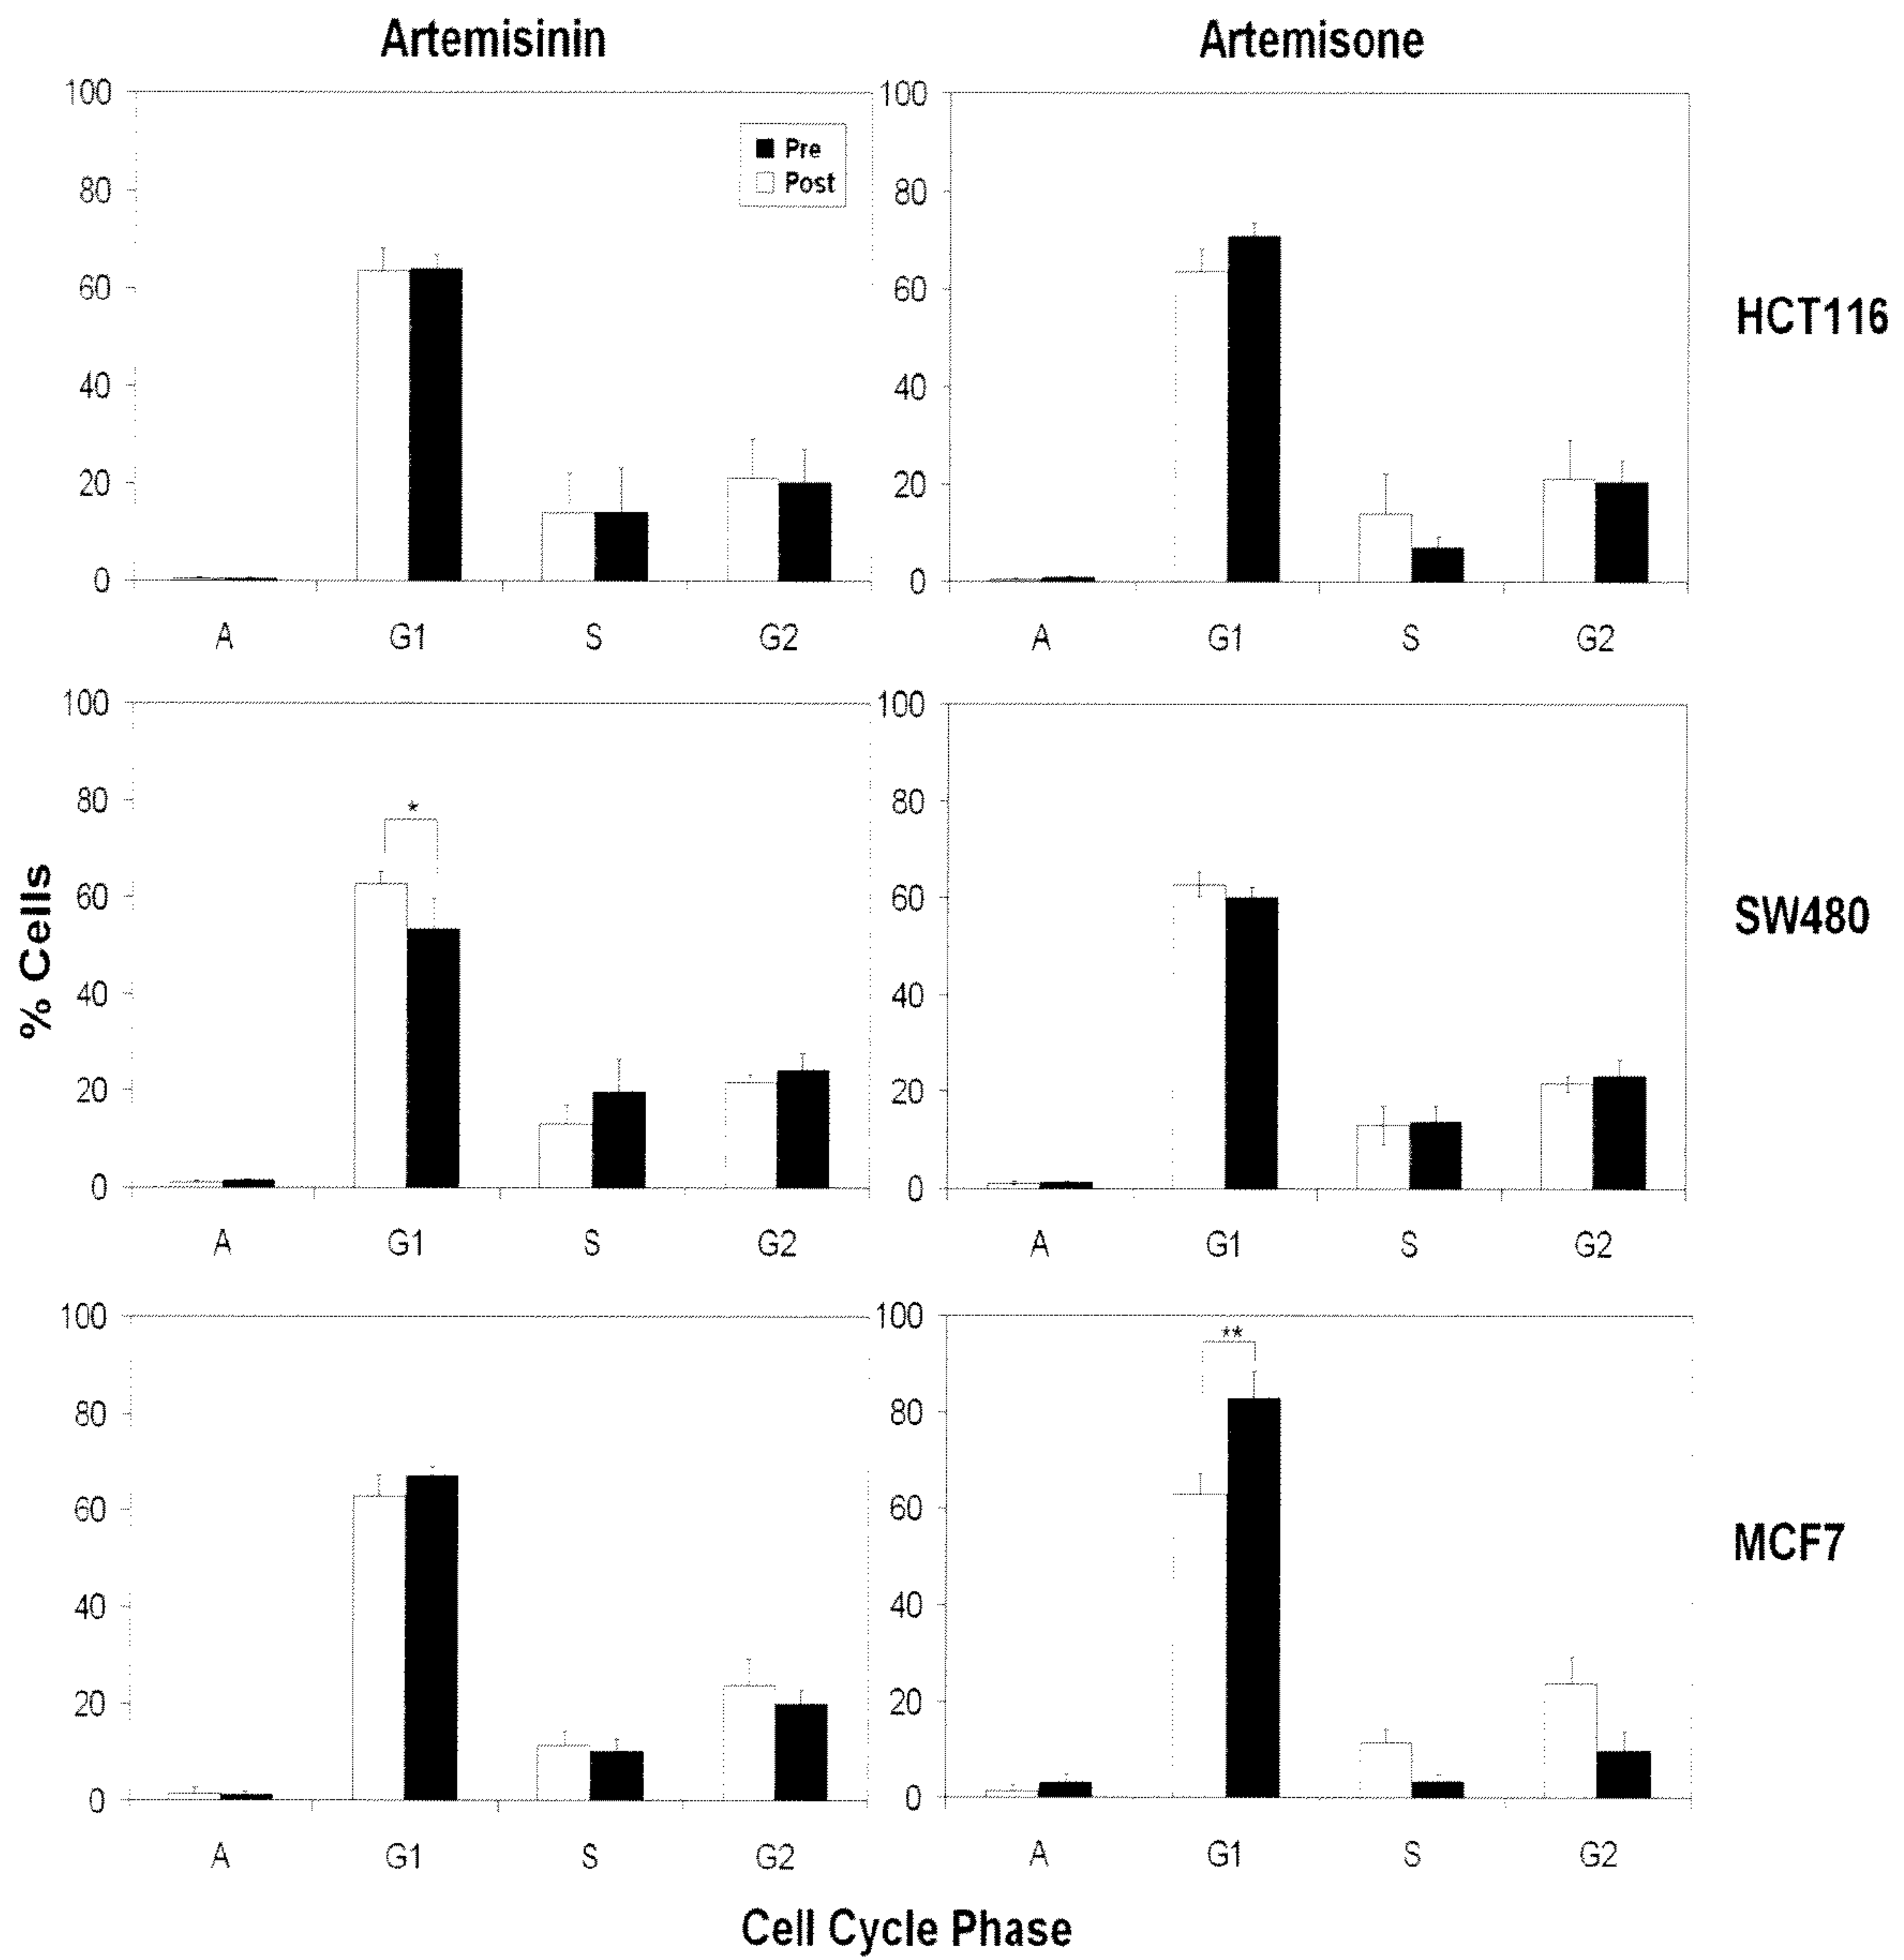 Artemisinin Artemisone
100 100
Pre
Post
80 80
60 60
HCT116
40 40
20 20
0 0
A G1 S G2 A G1 S G2
100 100
80 * 80
60 60
SW480
% Cells
40 40
20 20
0 0
A G1 S G2 A G1 S G2
100 100
**
80 80
60 60
MCF7
40 40
20 20
0 0
A G1 S G2 A G1 S G2
Cell Cycle Phase